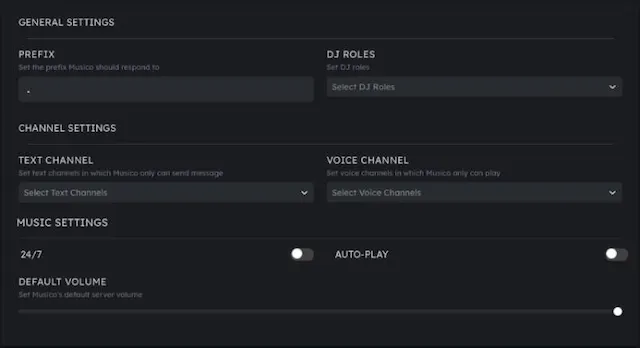 GENERAL SETTINGS
PREFIX
Set the prefix Musico should respond to
.
DJ ROLES
Set DJ roles
Select DJ Roles
CHANNEL SETTINGS
TEXT CHANNEL
Set text channels in which Musico only can send message
Select Text Channels
VOICE CHANNEL
Set voice channels in which Musico only can play
Select Voice Channels
MUSIC SETTINGS
24/7
AUTO-PLAY
DEFAULT VOLUME
Set Musico's default server volume